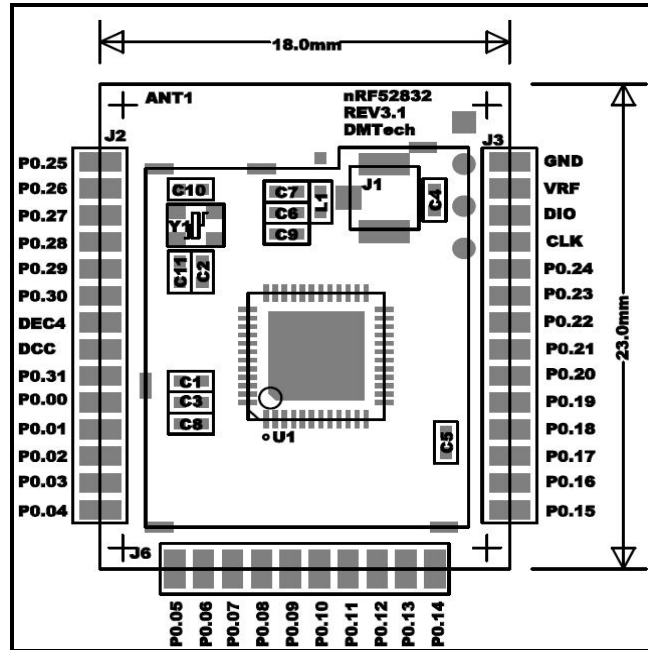 18.0mm
ANT1
nRF52832
REV3.1
DMTech
J2
J3
P0.25
P0.26
P0.27
P0.28
P0.29
P0.30
DEC4
DCC
P0.31
P0.00
P0.01
P0.02
P0.03
P0.04
C10
Y1
C11
C2
C7
C6
C9
L1
J1
C4
C1
C3
C8
U1
C5
GND
VRF
DIO
CLK
P0.24
P0.23
P0.22
P0.21
P0.20
P0.19
P0.18
P0.17
P0.16
P0.15
23.0mm
J6
P0.05
P0.06
P0.07
P0.08
P0.09
P0.10
P0.11
P0.12
P0.13
P0.14